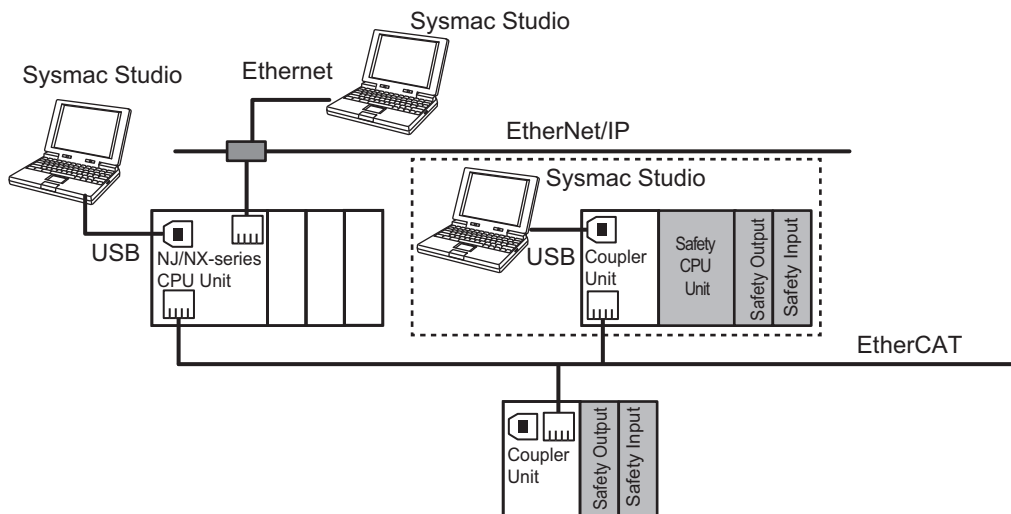 Sysmac Studio
Sysmac Studio
Ethernet
EtherNet/IP
Sysmac Studio
USB
NJ/NX-series
CPU Unit
USB
Coupler
Unit
Safety
CPU
Unit
Safety Output
Safety Input
EtherCAT
Coupler
Unit
Safety Output
Safety Input